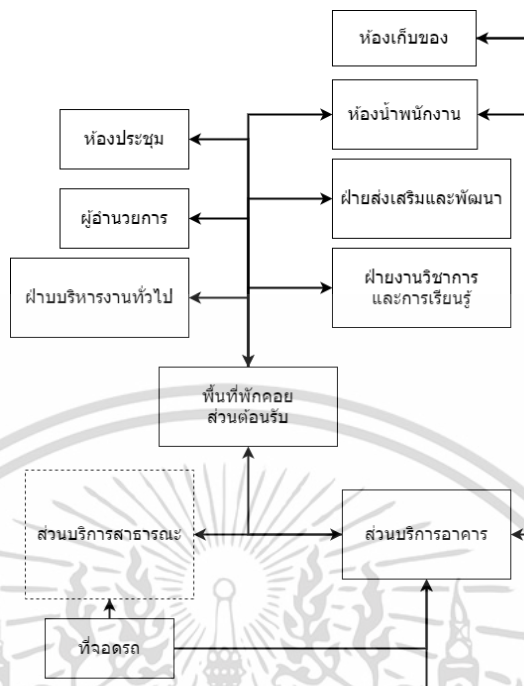 ห้องเก็บของ
ห้องน้ำพนักงาน
ห้องประชุม
ฝ่ายส่งเสริมและพัฒนา
ผู้อำนวยการ
ฝ่าบบริหารงานทั่วไป
ฝ่ายงานวิชาการ
และการเรียนรู้
พื้นที่พักคอย
ส่วนต้อนรับ
ส่วนบริการสาธารณะ
ส่วนบริการอาคาร
ที่จอดรถ